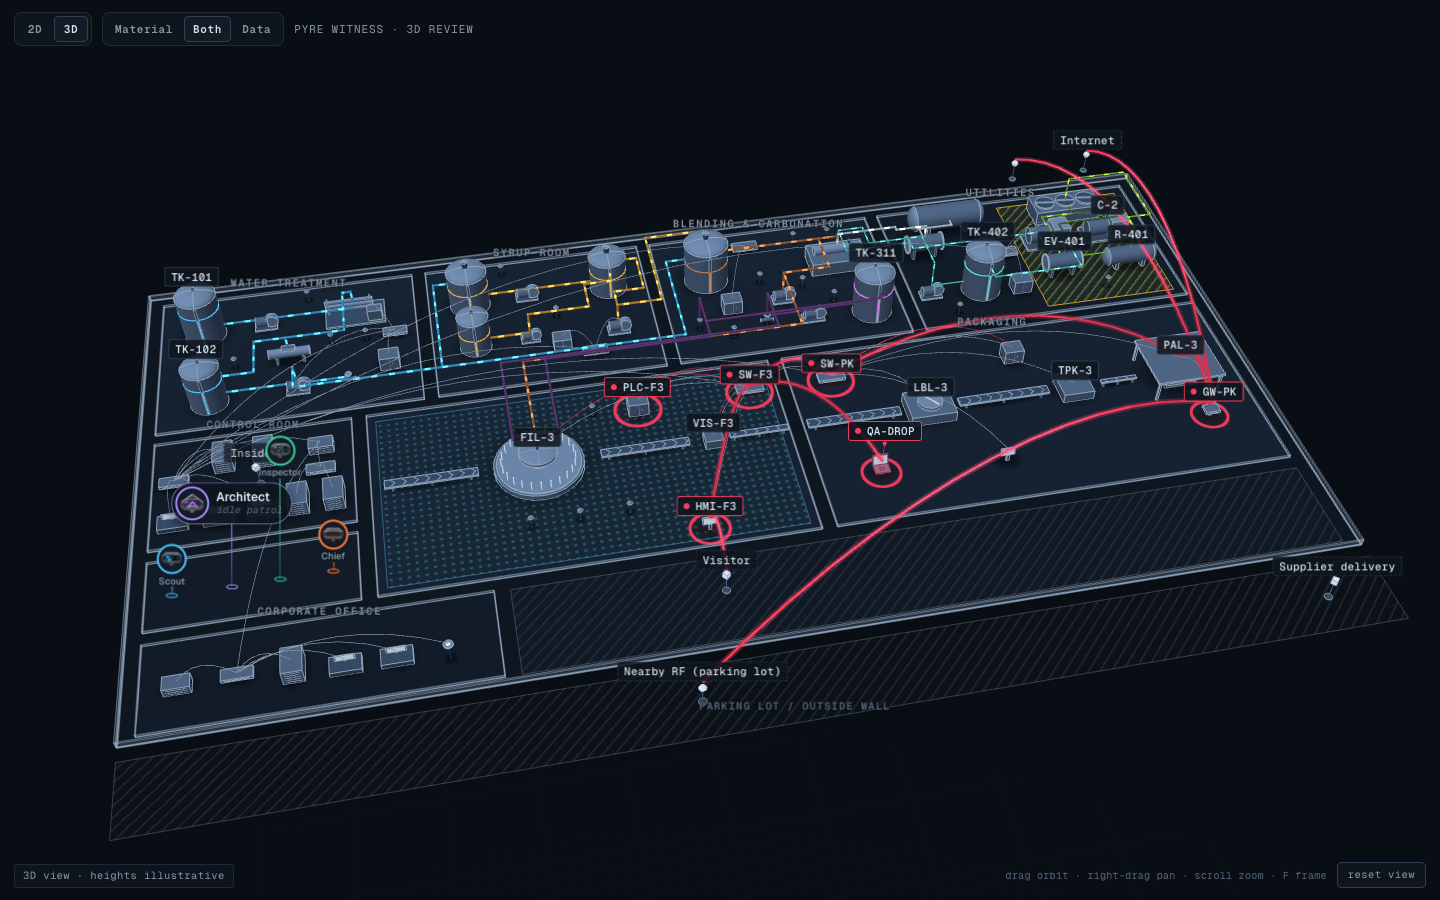 2D 3D Material Both Data PYRE WITNESS · 3D REVIEW
Internet
UTILITIES
C-2
BLENDING & CARBONATION
TK-402
R-401
EV-401
SYRUP ROOM
TK-311
TK-101
WATER TREATMENT
PACKAGING
PAL-3
TK-102
SW-PK
SW-F3
TPK-3
PLC-F3
LBL-3
GW-PK
CONTROL ROOM
VIS-F3
QA-DROP
FIL-3
Inspector
Architect
idle patrol
HMI-F3
Chief
Visitor
Supplier delivery
Scout
CORPORATE OFFICE
Nearby RF (parking lot)
PARKING LOT / OUTSIDE WALL
3D view · heights illustrative
drag orbit · right-drag pan · scroll zoom · F frame
reset view